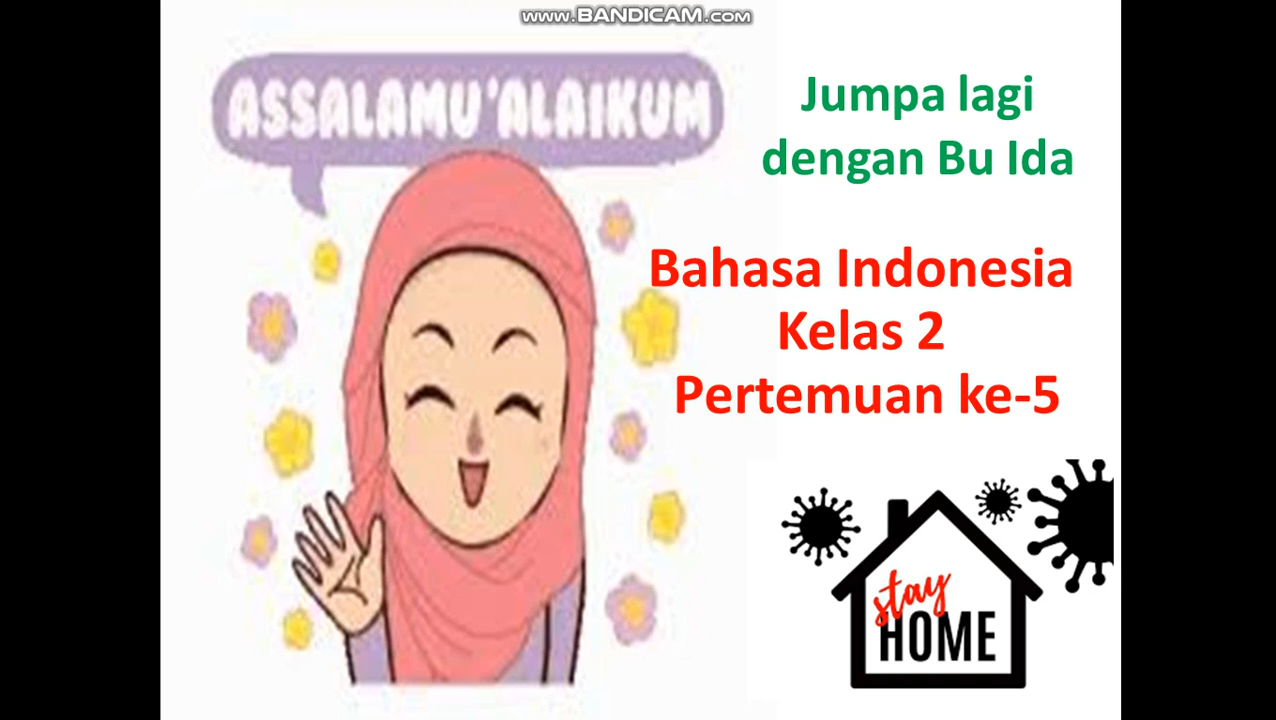 www.BANDICAM.com
ASSALAMU'ALAIKUM
Jumpa lagi
dengan Bu Ida
Bahasa Indonesia
Kelas 2
Pertemuan ke-5
stay
HOME